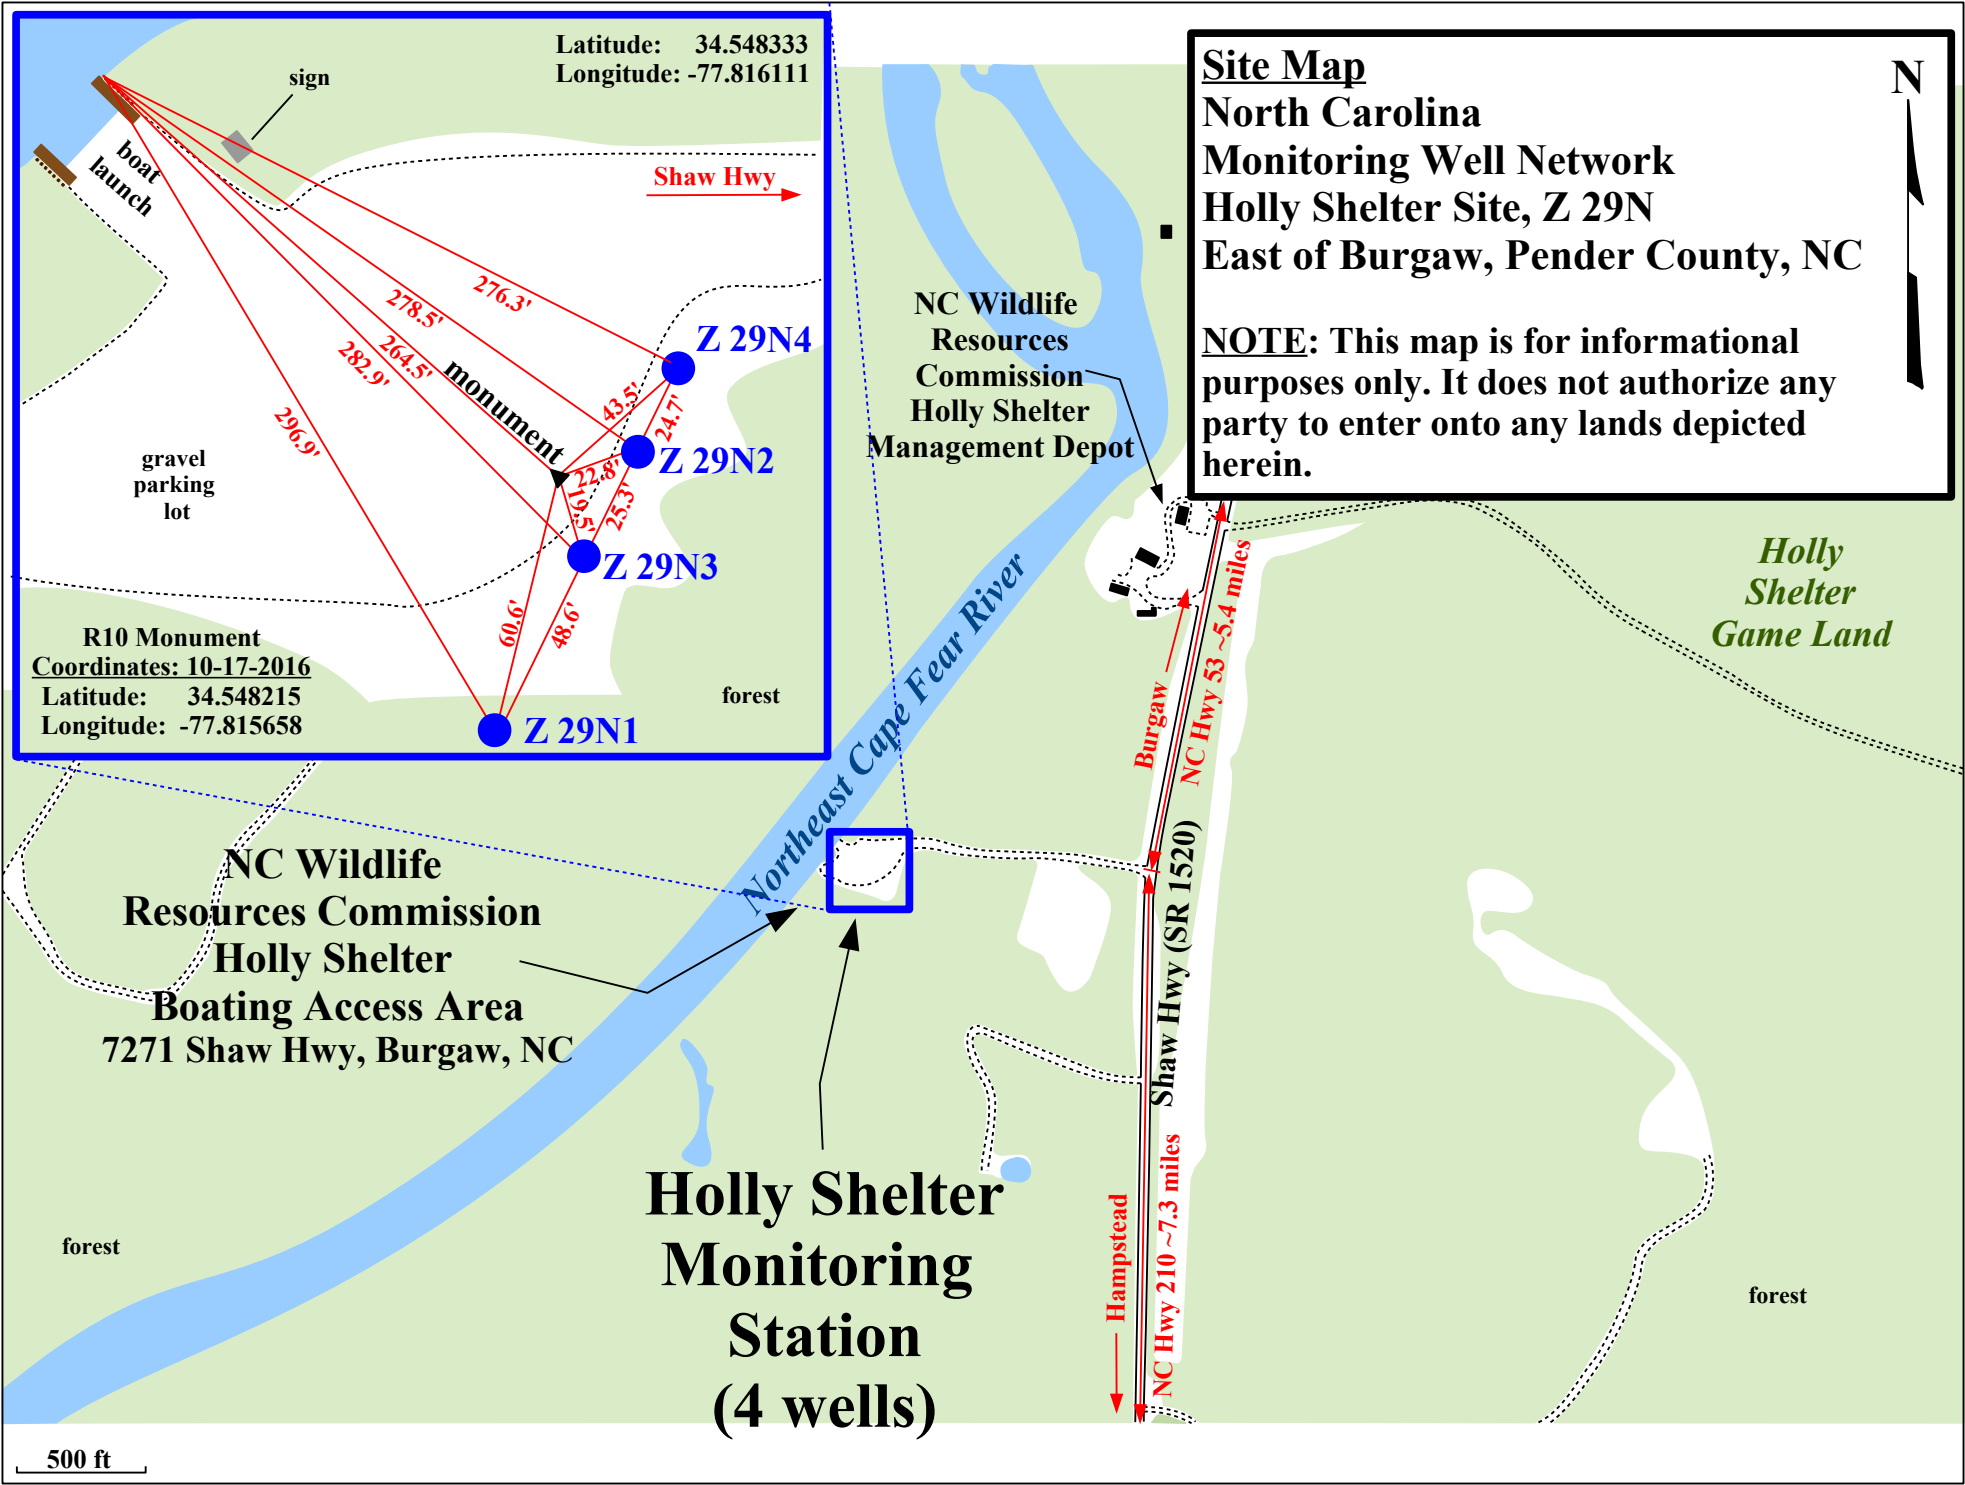 Latitude: 34.548333
Longitude: -77.816111
sign
boat
launch
Shaw Hwy
276.3'
278.5'
264.5'
282.9'
296.9'
monument
43.5'
24.7'
22.8'
19.5'
25.3'
60.6'
48.6'
Z 29N4
Z 29N2
Z 29N3
Z 29N1
gravel
parking
lot
R10 Monument
Coordinates: 10-17-2016
Latitude: 34.548215
Longitude: -77.815658
forest
Site Map
North Carolina
Monitoring Well Network
Holly Shelter Site, Z 29N
East of Burgaw, Pender County, NC
NOTE: This map is for informational
purposes only. It does not authorize any
party to enter onto any lands depicted
herein.
N
NC Wildlife
Resources
Commission
Holly Shelter
Management Depot
Holly
Shelter
Game Land
Northeast Cape Fear River
Burgaw
NC Hwy 53 ~5.4 miles
Shaw Hwy (SR 1520)
NC Wildlife
Resources Commission
Holly Shelter
Boating Access Area
7271 Shaw Hwy, Burgaw, NC
Holly Shelter
Monitoring
Station
(4 wells)
Hampstead
NC Hwy 210 ~7.3 miles
forest
forest
500 ft